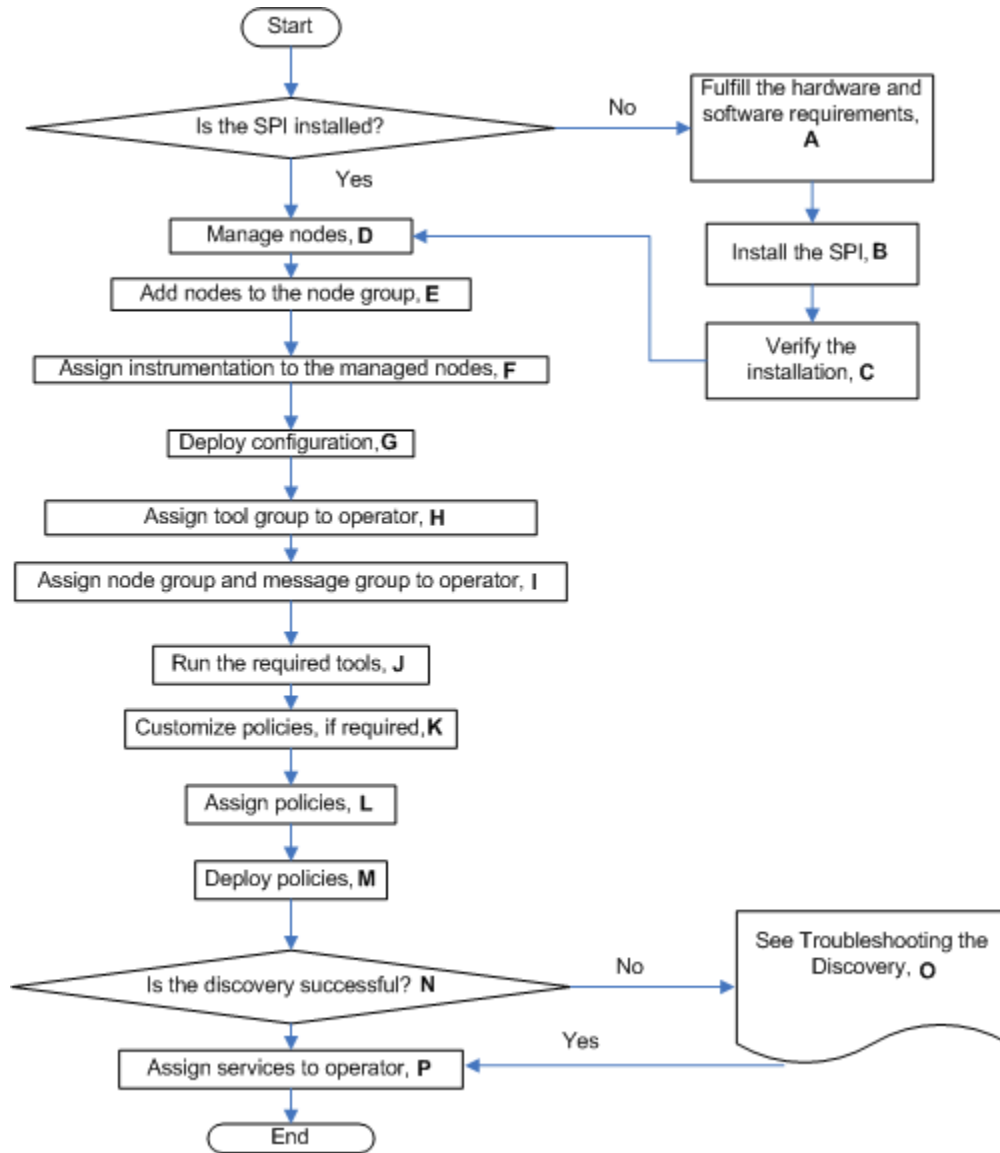 Start
Is the SPI installed?
No
Fulfill the hardware and
software requirements,
A
Yes
Manage nodes, D
Install the SPI, B
Add nodes to the node group, E
Verify the
installation, C
Assign instrumentation to the managed nodes, F
Deploy configuration, G
Assign tool group to operator, H
Assign node group and message group to operator, I
Run the required tools, J
Customize policies, if required, K
Assign policies, L
Deploy policies, M
Is the discovery successful? N
No
See Troubleshooting the
Discovery, O
Yes
Assign services to operator, P
End